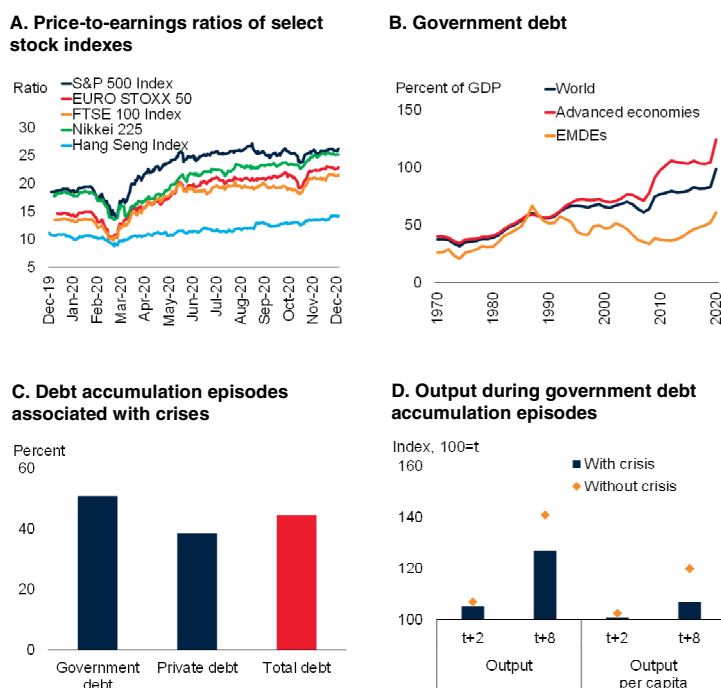 A. Price-to-earnings ratios of select
stock indexes
Ratio
S&P 500 Index
EURO STOXX 50
FTSE 100 Index
Nikkei 225
Hang Seng Index
30
25
20
15
10
5
Dec-19
Jan-20
Feb-20
Mar-20
Apr-20
May-20
Jun-20
Jul-20
Aug-20
Sep-20
Oct-20
Nov-20
Dec-20
B. Government debt
Percent of GDP
World
Advanced economies
EMDEs
150
100
50
0
1970
1980
1990
2000
2010
2020
C. Debt accumulation episodes
associated with crises
Percent
60
40
20
0
Government
debt
Private debt
Total debt
D. Output during government debt
accumulation episodes
Index, 100=t
With crisis
Without crisis
160
140
120
100
t+2
t+8
t+2
t+8
Output
Output
per capita